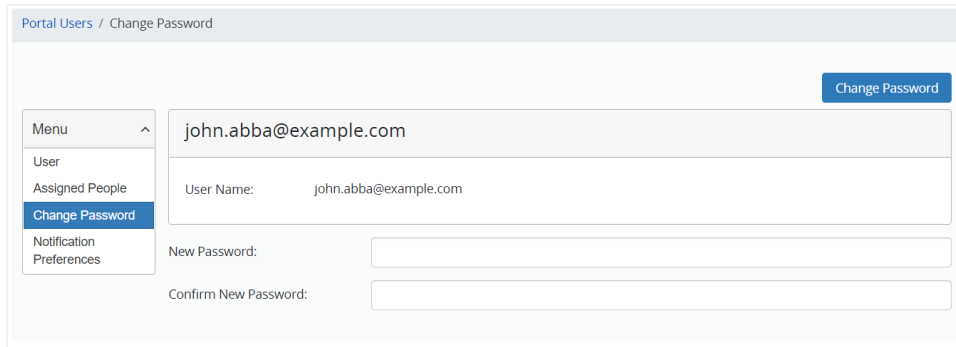 Portal Users / Change Password
Change Password
Menu
User
Assigned People
Change Password
Notification
Preferences
john.abba@example.com
User Name: john.abba@example.com
New Password:
Confirm New Password: